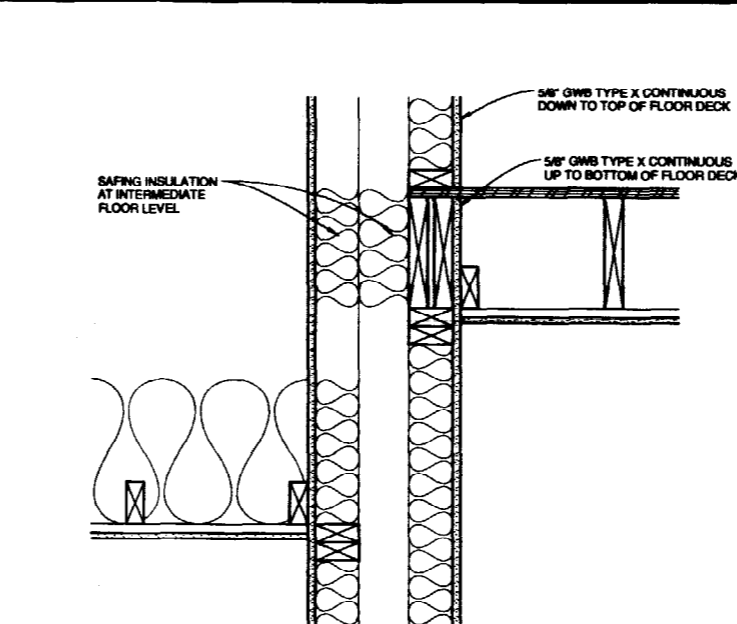 5/8" GWB TYPE X CONTINUOUS
DOWN TO TOP OF FLOOR DECK
5/8" GWB TYPE X CONTINUOUS
UP TO BOTTOM OF FLOOR DECK
SAFING INSULATION
AT INTERMEDIATE
FLOOR LEVEL